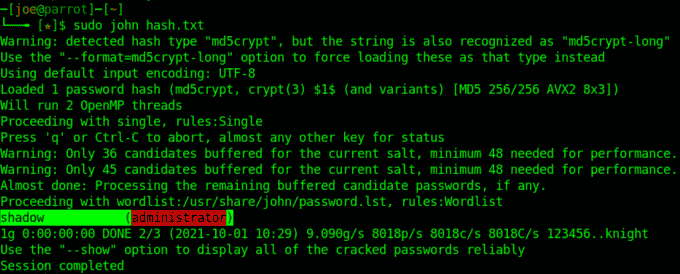 ─[joe@parrot]─[~]
└──╼ [★]$ sudo john hash.txt
Warning: detected hash type "md5crypt", but the string is also recognized as "md5crypt-long"
Use the "--format=md5crypt-long" option to force loading these as that type instead
Using default input encoding: UTF-8
Loaded 1 password hash (md5crypt, crypt(3) $1$ (and variants) [MD5 256/256 AVX2 8x3])
Will run 2 OpenMP threads
Proceeding with single, rules:Single
Press 'q' or Ctrl-C to abort, almost any other key for status
Warning: Only 36 candidates buffered for the current salt, minimum 48 needed for performance.
Warning: Only 45 candidates buffered for the current salt, minimum 48 needed for performance.
Almost done: Processing the remaining buffered candidate passwords, if any.
Proceeding with wordlist:/usr/share/john/password.lst, rules:Wordlist
shadow (administrator)
1g 0:00:00:00 DONE 2/3 (2021-10-01 10:29) 9.090g/s 8018p/s 8018c/s 8018C/s 123456..knight
Use the "--show" option to display all of the cracked passwords reliably
Session completed